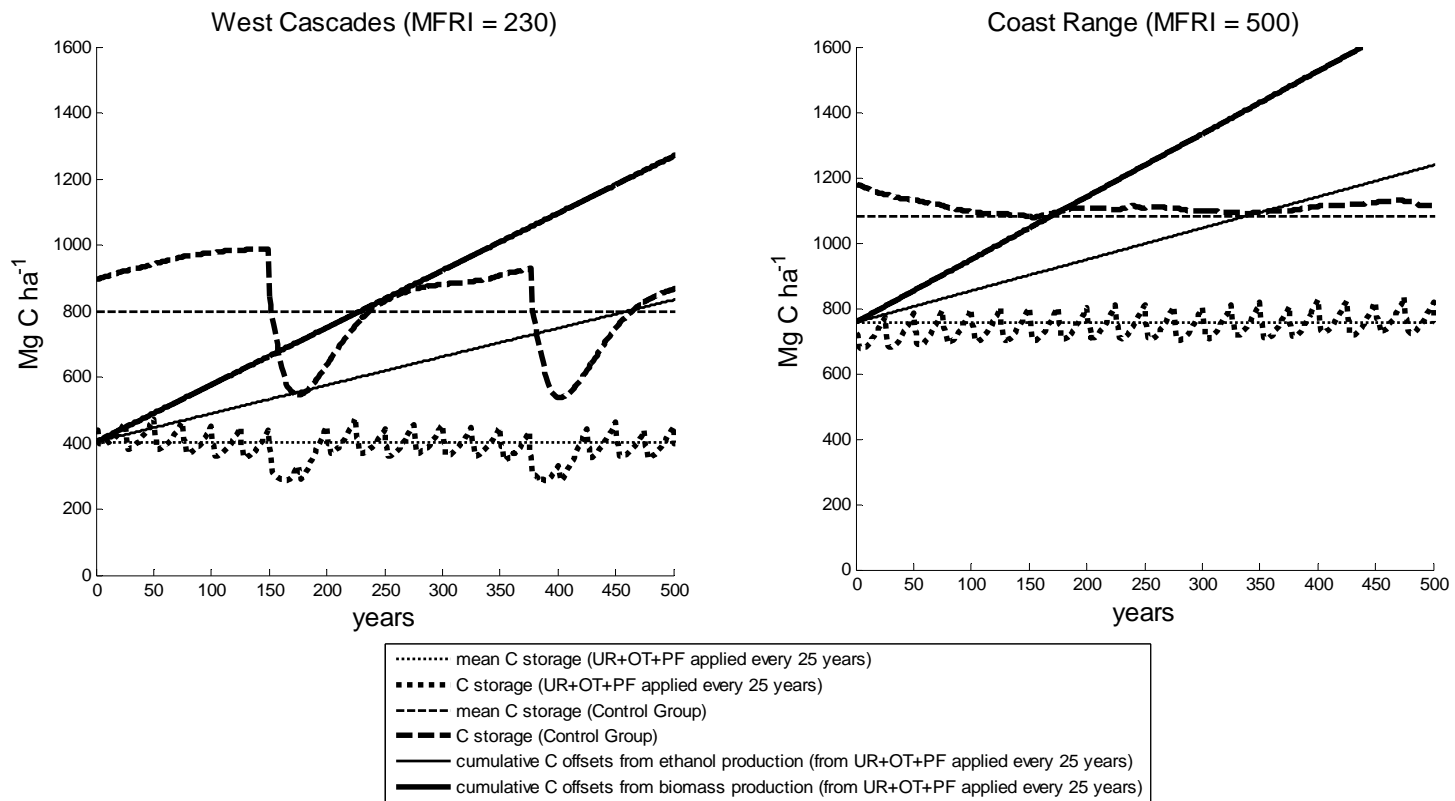 West Cascades (MFRI = 230)
1600
1400
1200
1000
800
600
400
200
0
Mg C ha⁻¹
0 50 100 150 200 250 300 350 400 450 500
years
Coast Range (MFRI = 500)
1600
1400
1200
1000
800
600
400
200
0
Mg C ha⁻¹
0 50 100 150 200 250 300 350 400 450 500
years
mean C storage (UR+OT+PF applied every 25 years)
C storage (UR+OT+PF applied every 25 years)
mean C storage (Control Group)
C storage (Control Group)
cumulative C offsets from ethanol production (from UR+OT+PF applied every 25 years)
cumulative C offsets from biomass production (from UR+OT+PF applied every 25 years)